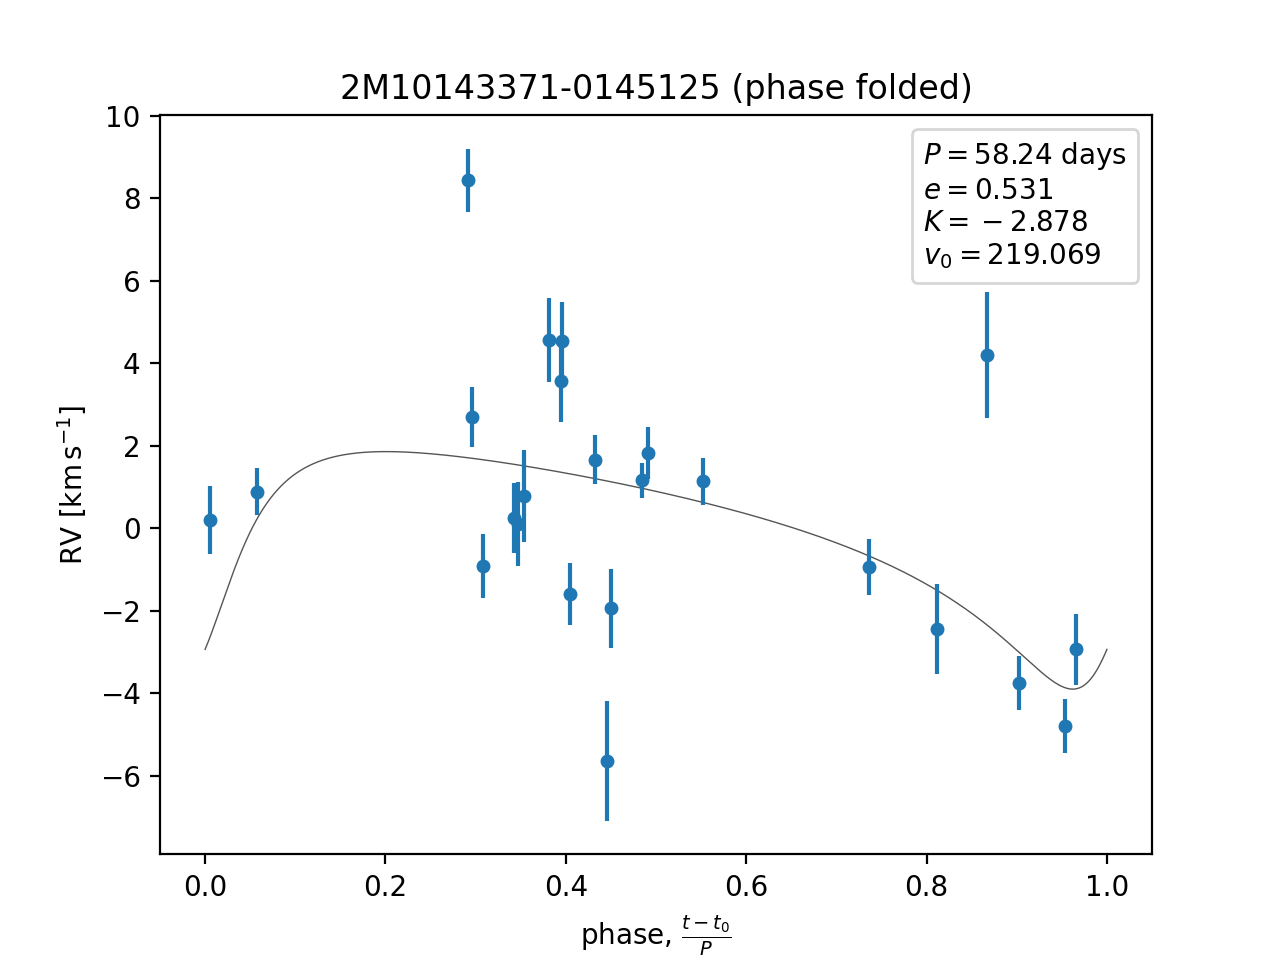 2M10143371-0145125 (phase folded)
P = 58.24 days
e = 0.531
K = −2.878
v₀ = 219.069
RV [km s⁻¹]
10
8
6
4
2
0
−2
−4
−6
0.0 0.2 0.4 0.6 0.8 1.0
phase, (t − t₀)/P